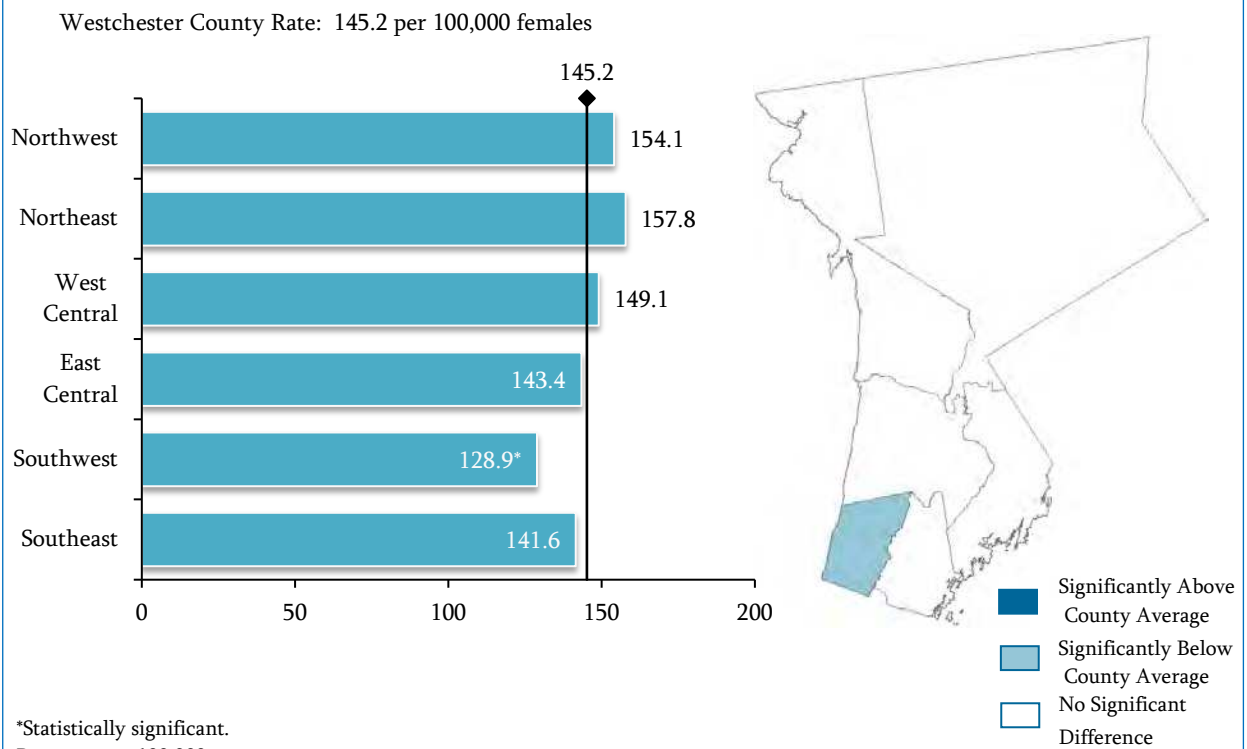 Westchester County Rate: 145.2 per 100,000 females
145.2
Northwest
154.1
Northeast
157.8
West
Central
149.1
East
Central
143.4
Southwest
128.9*
Southeast
141.6
0
50
100
150
200
Significantly Above
County Average
Significantly Below
County Average
No Significant
Difference
*Statistically significant.